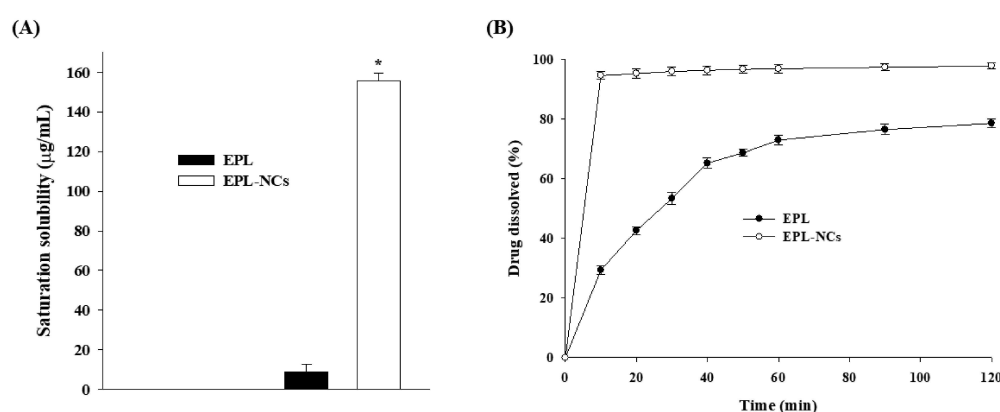 (A)
Saturation solubility (μg/mL)
160
140
120
100
80
60
40
20
0
*
EPL
EPL-NCs
(B)
Drug dissolved (%)
100
80
60
40
20
0
EPL
EPL-NCs
0 20 40 60 80 100 120
Time (min)